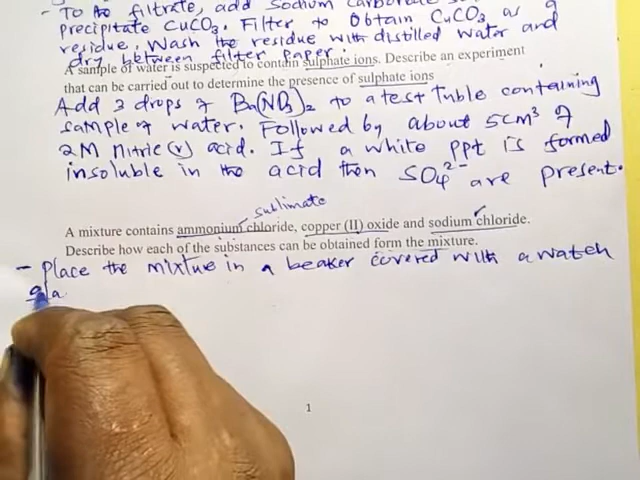 - To the filtrate, add Sodium Carbonate
precipitate CuCO3. Filter to Obtain CuCO3 as a
residue. Wash the residue with distilled water and
dry between filter paper.
A sample of water is suspected to contain sulphate ions. Describe an experiment
that can be carried out to determine the presence of sulphate ions
Add 3 drops of Ba(NO3)2 to a test Tuble containing
sample of water. Followed by about 5cm³ of
2M Nitric (V) acid. If a white ppt is formed
insoluble in the acid then SO4²⁻ are present.
sublimate
A mixture contains ammonium chloride, copper (II) oxide and sodium chloride.
Describe how each of the substances can be obtained form the mixture.
- Place the mixture in a beaker covered with a watch
gla
1